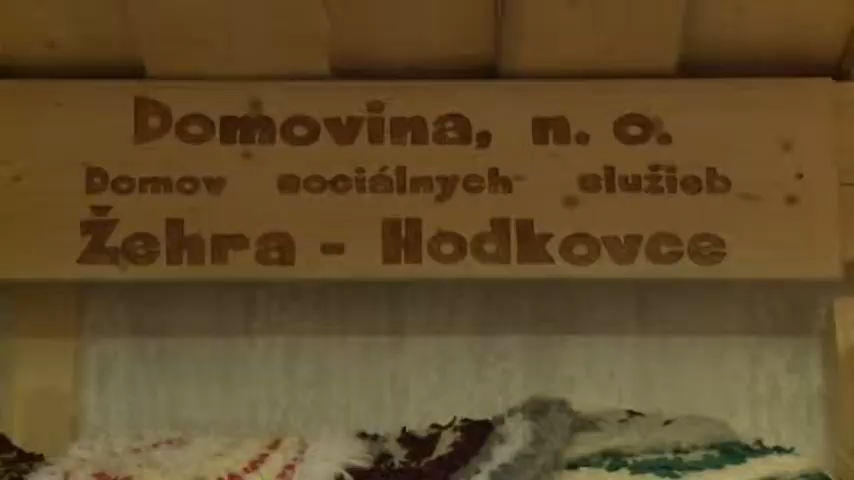 Domovina, n. o.
Domov sociálnych služieb
Žehra - Hodkovce